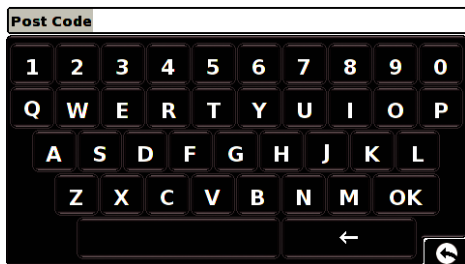 Post Code
1 2 3 4 5 6 7 8 9 0
Q W E R T Y U I O P
A S D F G H J K L
Z X C V B N M OK
←